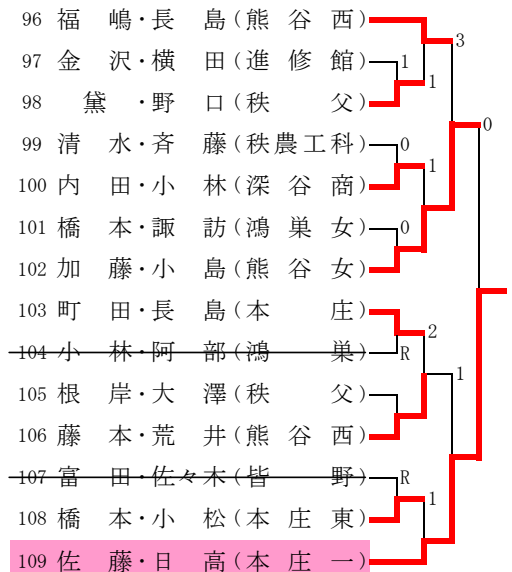 96 福嶋・長島(熊谷西) 3
97 金沢・横田(進修館) 1
98 黛・野口(秩父) 1
0
99 清水・斉藤(秩農工科) 0
100 内田・小林(深谷商) 1
101 橋本・諏訪(鴻巣女) 0
102 加藤・小島(熊谷女)
103 町田・長島(本庄) 2
104 小林・阿部(鴻巣) R
105 根岸・大澤(秩父) 1
106 藤本・荒井(熊谷西)
107 富田・佐々木(皆野) R
108 橋本・小松(本庄東) 1
109 佐藤・日高(本庄一)